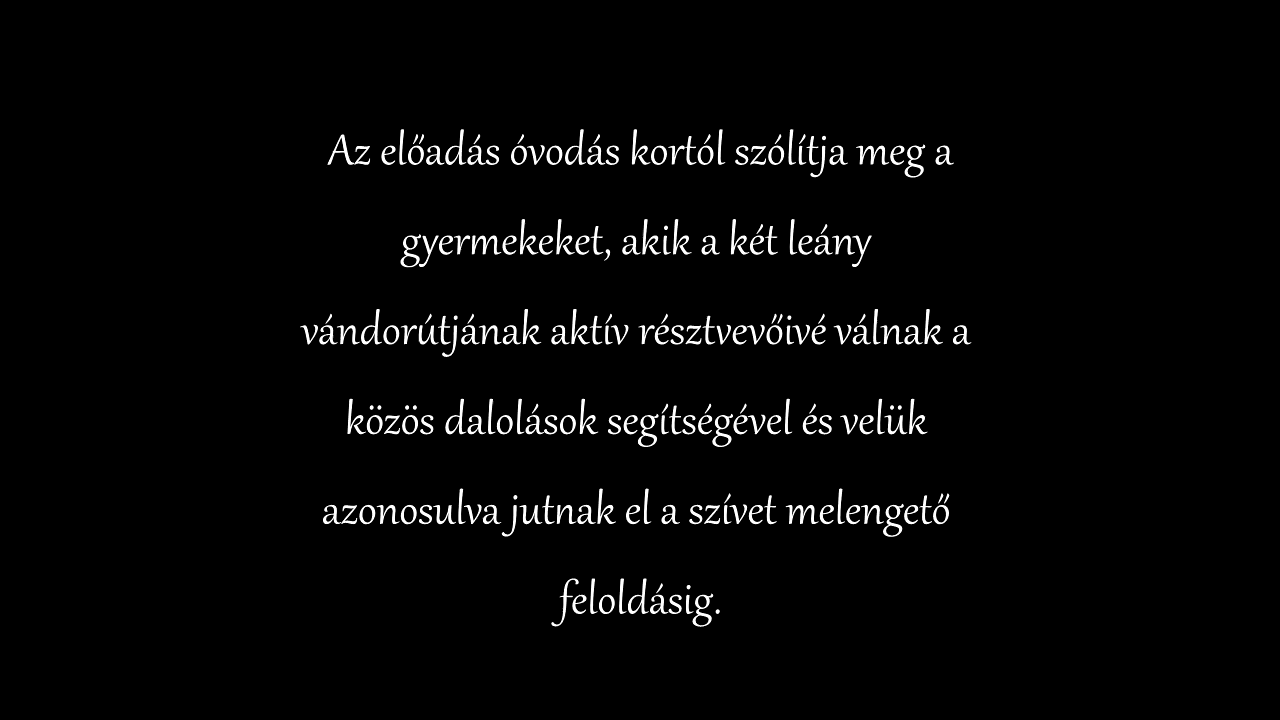 Az előadás óvodás kortól szólítja meg a
gyermekeket, akik a két leány
vándorútjának aktív résztvevőivé válnak a
közös dalolások segítségével és velük
azonosulva jutnak el a szívet melengető
feloldásig.